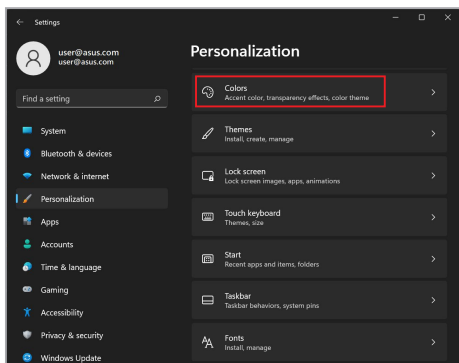 Settings
user@asus.com
user@asus.com
Find a setting
System
Bluetooth & devices
Network & internet
Personalization
Apps
Accounts
Time & language
Gaming
Accessibility
Privacy & security
Windows Update
Personalization
Colors
Accent color, transparency effects, color theme
Themes
Install, create, manage
Lock screen
Lock screen images, apps, animations
Touch keyboard
Themes, size
Start
Recent apps and items, folders
Taskbar
Taskbar behaviors, system pins
Fonts
Install, manage